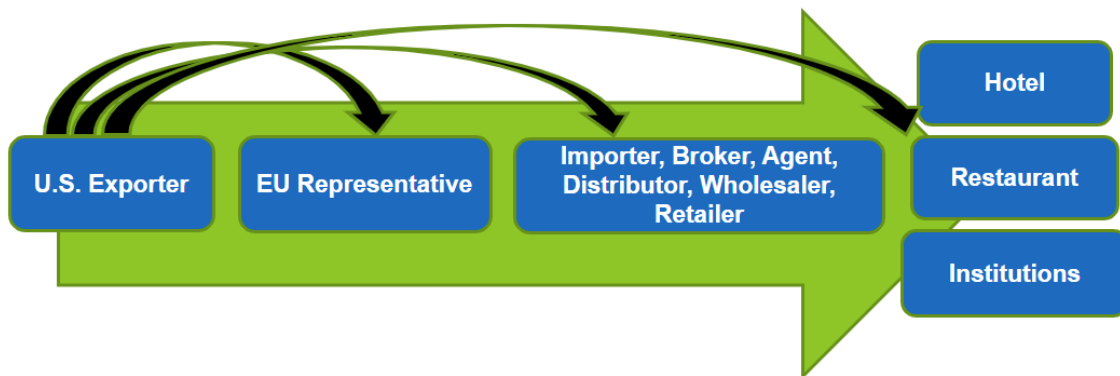 U.S. Exporter
EU Representative
Importer, Broker, Agent,
Distributor, Wholesaler,
Retailer
Hotel
Restaurant
Institutions